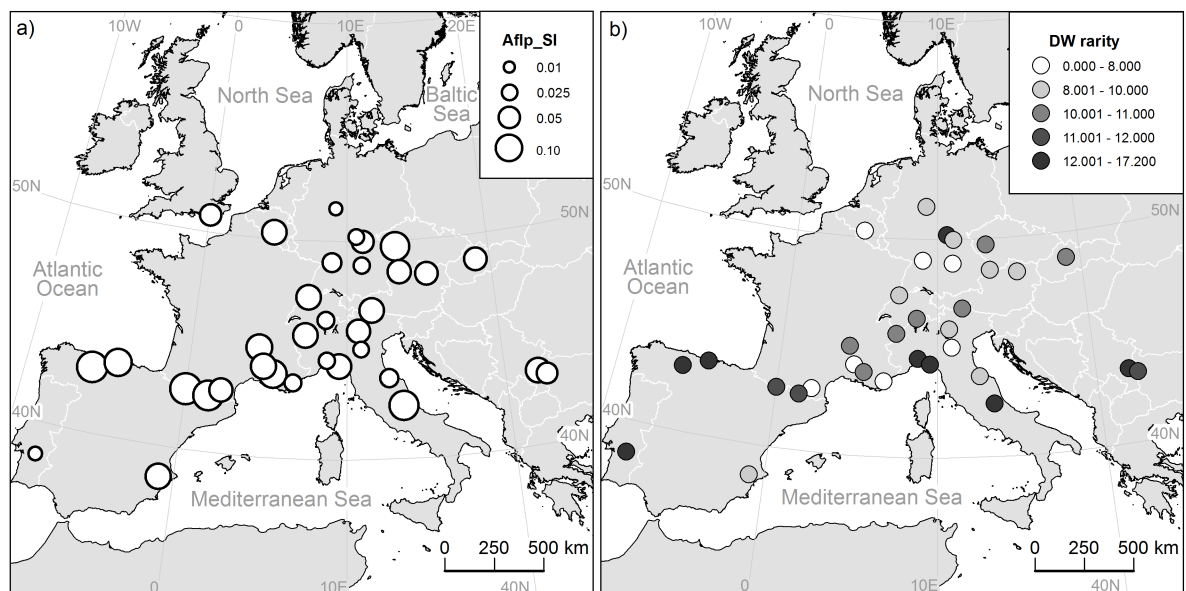 a)
10W
0
10E
20E
Aflp_SI
0.01
0.025
0.05
0.10
North Sea
Baltic
Sea
50N
50N
Atlantic
Ocean
40N
40N
Mediterranean Sea
0
250
500 km
0
10E
40N
b)
10W
0
10E
DW rarity
0.000 - 8.000
8.001 - 10.000
10.001 - 11.000
11.001 - 12.000
12.001 - 17.200
North Sea
50N
50N
Atlantic
Ocean
40N
40N
Mediterranean Sea
0
250
500 km
0
10E
40N